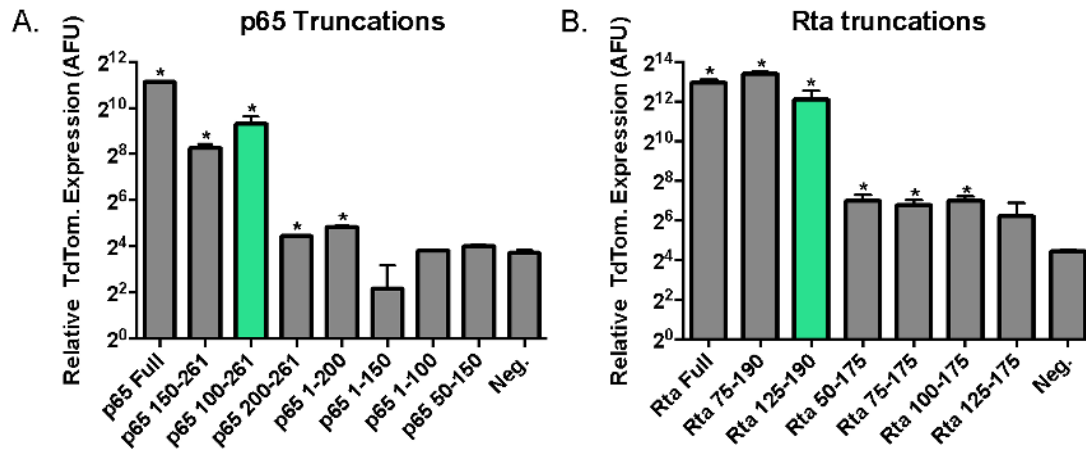 A.
p65 Truncations
Relative TdTom. Expression (AFU)
2^12
2^10
2^8
2^6
2^4
2^2
2^0
* * * * *
p65 Full
p65 150-261
p65 100-261
p65 200-261
p65 1-200
p65 1-150
p65 1-100
p65 50-150
Neg.
B.
Rta truncations
Relative TdTom. Expression (AFU)
2^14
2^12
2^10
2^8
2^6
2^4
2^2
2^0
* * * * * *
Rta Full
Rta 75-190
Rta 125-190
Rta 50-175
Rta 75-175
Rta 100-175
Rta 125-175
Neg.